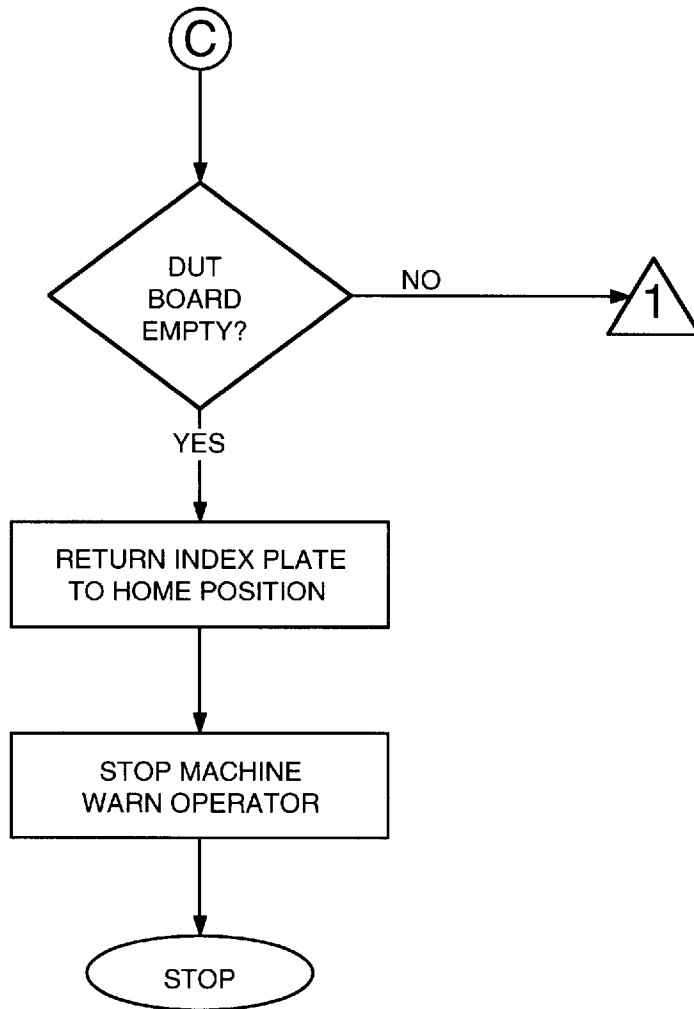 C
DUT
BOARD
EMPTY?
NO
1
YES
RETURN INDEX PLATE
TO HOME POSITION
STOP MACHINE
WARN OPERATOR
STOP